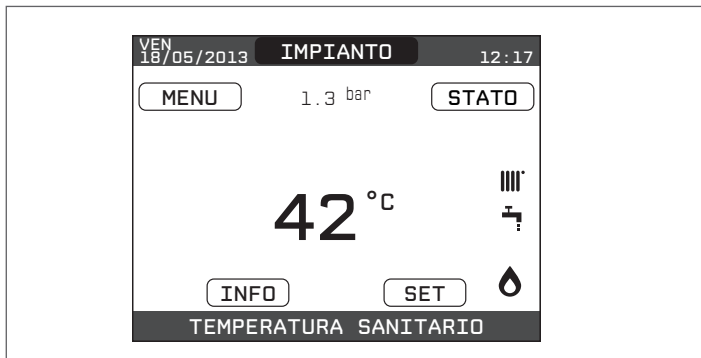 VEN
18/05/2013 IMPIANTO 12:17
MENU 1.3 bar STATO
42 °C
INFO SET
TEMPERATURA SANITARIO